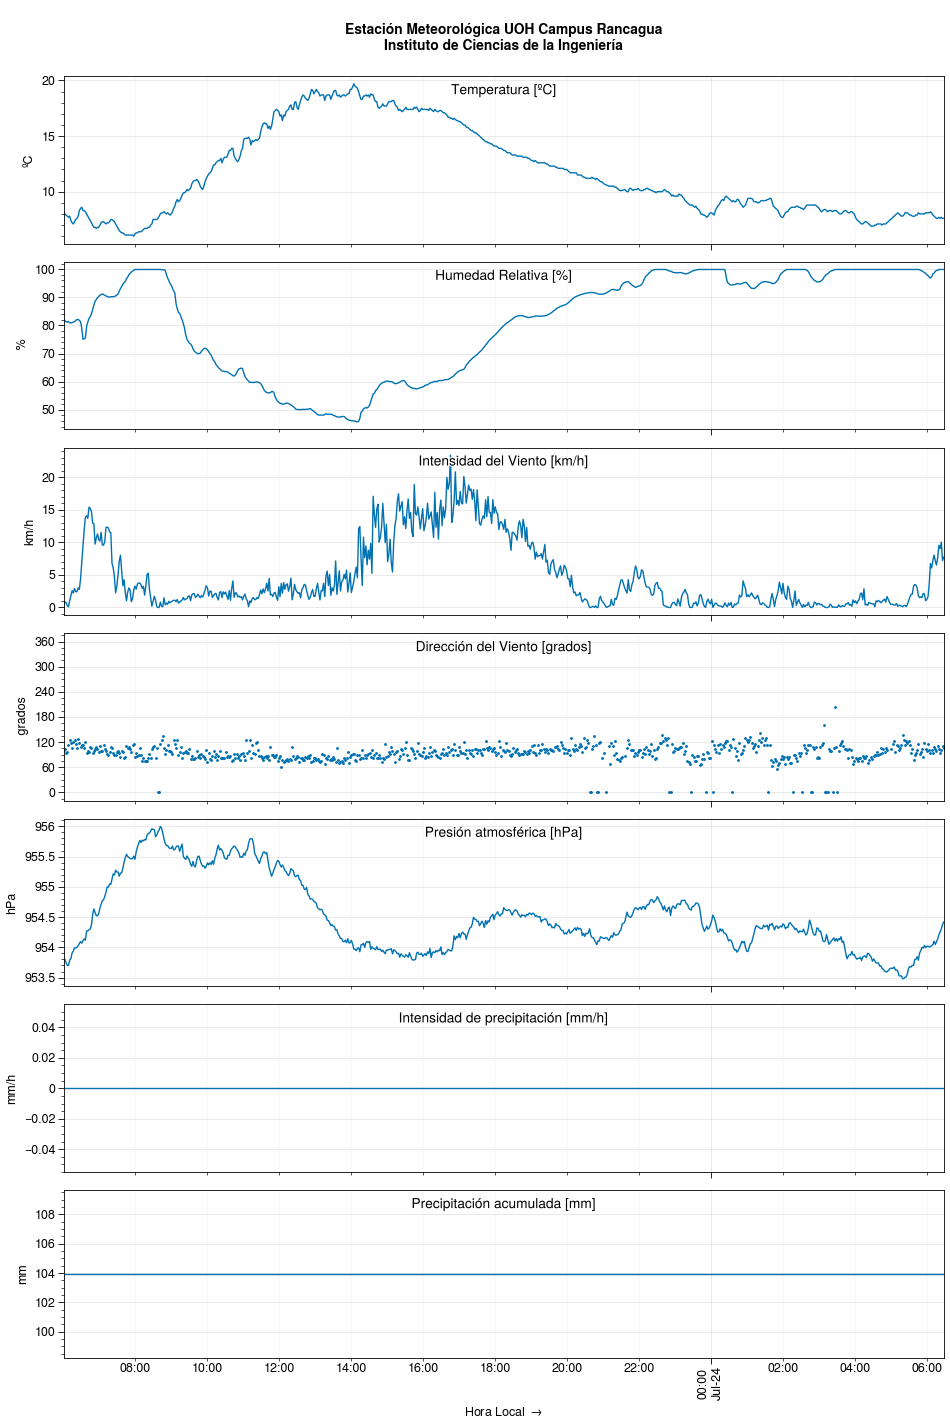 Estación Meteorológica UOH Campus Rancagua
Instituto de Ciencias de la Ingeniería
Temperatura [ºC]
ºC
20
15
10
Humedad Relativa [%]
%
100
90
80
70
60
50
Intensidad del Viento [km/h]
km/h
20
15
10
5
0
Dirección del Viento [grados]
grados
360
300
240
180
120
60
0
Presión atmosférica [hPa]
hPa
956
955.5
955
954.5
954
953.5
Intensidad de precipitación [mm/h]
mm/h
0.04
0.02
0
−0.02
−0.04
Precipitación acumulada [mm]
mm
108
106
104
102
100
08:00 10:00 12:00 14:00 16:00 18:00 20:00 22:00 00:00 02:00 04:00 06:00
Jul-24
Hora Local →